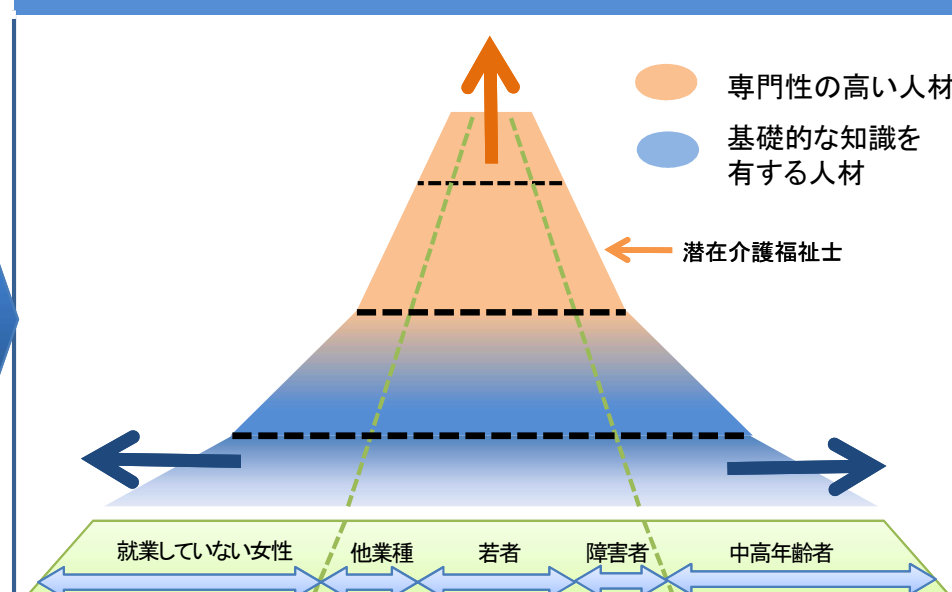 専門性の高い人材
基礎的な知識を
有する人材
潜在介護福祉士
就業していない女性
他業種
若者
障害者
中高年齢者